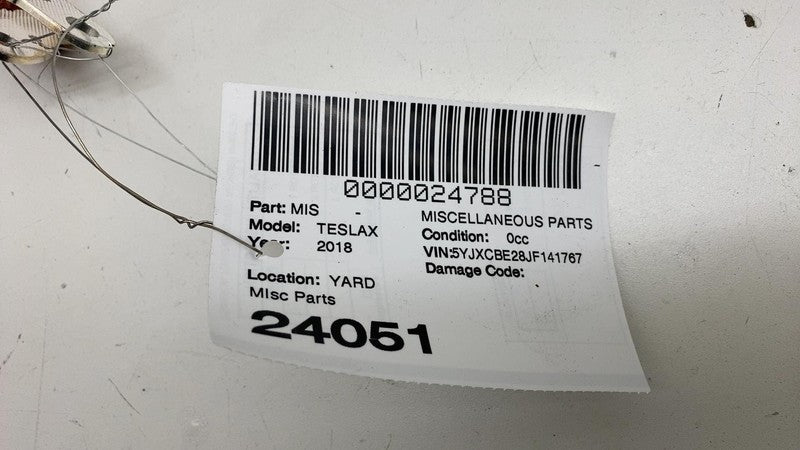 0000024788
Part: MIS - MISCELLANEOUS PARTS
Model: TESLAX Condition: 0cc
Year: 2018 VIN:5YJXCBE28JF141767
Damage Code:
Location: YARD
MIsc Parts
24051